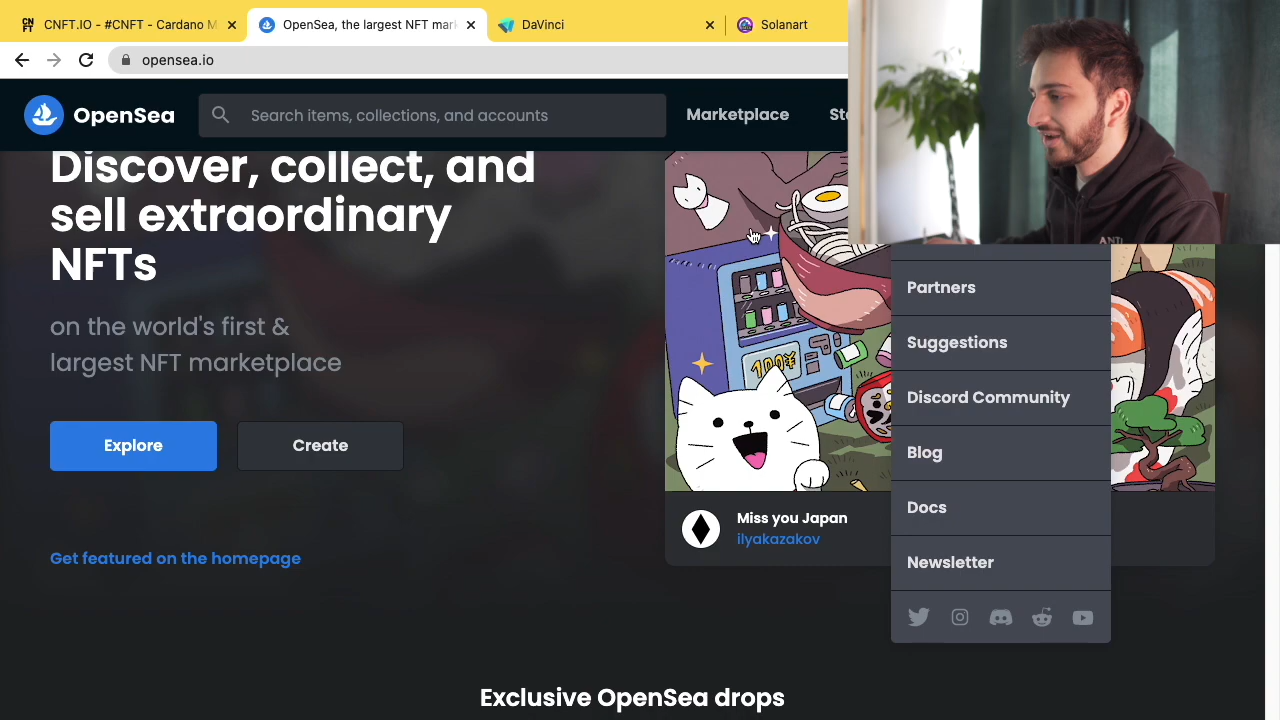 CNFT.IO - #CNFT - Cardano M
OpenSea, the largest NFT mark
DaVinci
Solanart
opensea.io
OpenSea
Search items, collections, and accounts
Marketplace
Sto
Discover, collect, and
sell extraordinary
NFTs
on the world's first &
largest NFT marketplace
Explore
Create
Get featured on the homepage
100¥
Miss you Japan
ilyakazakov
Partners
Suggestions
Discord Community
Blog
Docs
Newsletter
Exclusive OpenSea drops